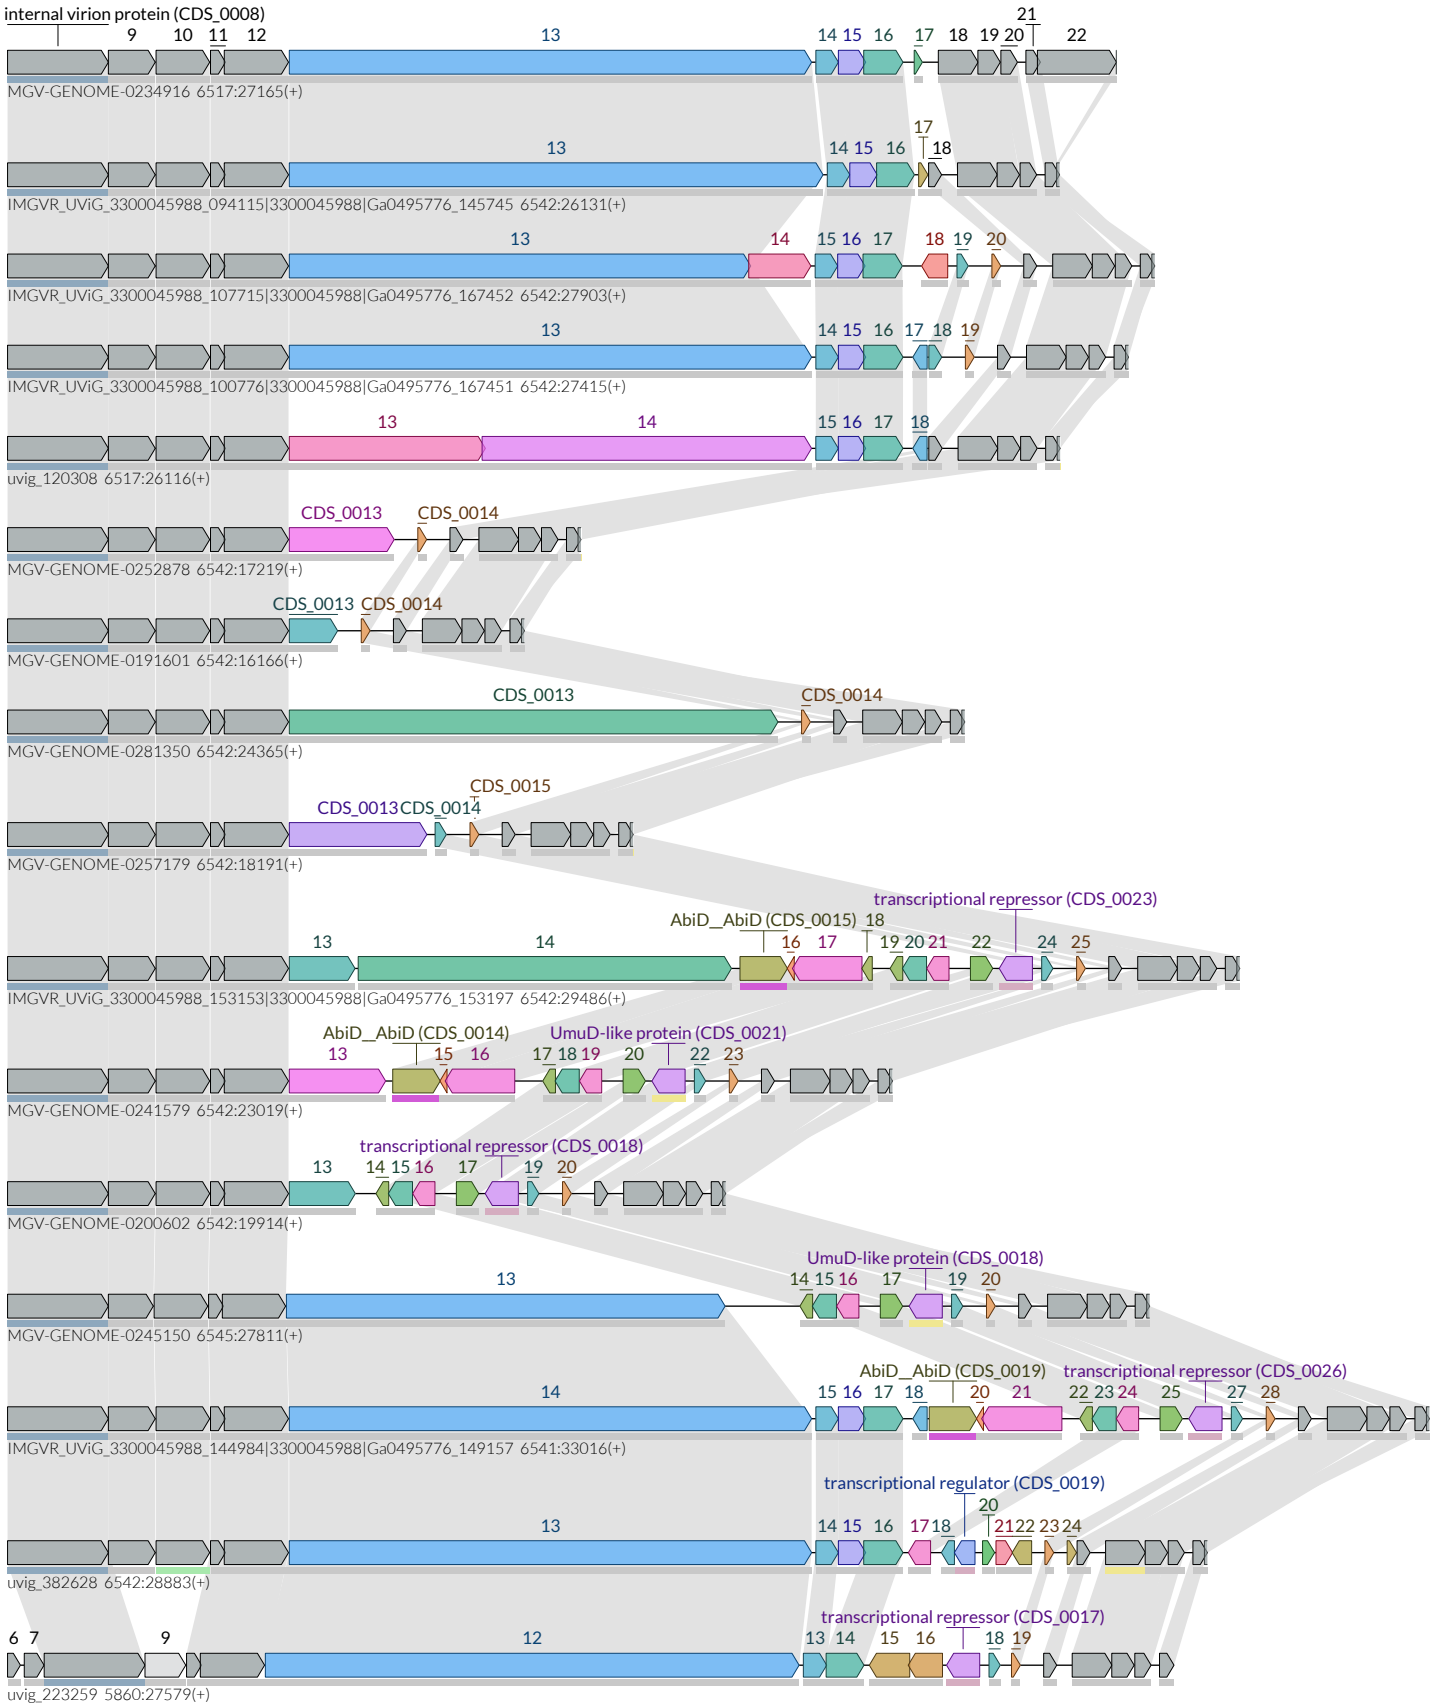 internal virion protein (CDS_0008)
21
9 10 11 12 13 14 15 16 17 18 19 20 22
MGV-GENOME-0234916 6517:27165(+)
17
13 14 15 16 18
IMGVR_UViG_3300045988_094115|3300045988|Ga0495776_145745 6542:26131(+)
13 14 15 16 17 18 19 20
IMGVR_UViG_3300045988_107715|3300045988|Ga0495776_167452 6542:27903(+)
13 14 15 16 17 18 19
IMGVR_UViG_3300045988_100776|3300045988|Ga0495776_167451 6542:27415(+)
13 14 15 16 17 18
uvig_120308 6517:26116(+)
CDS_0013 CDS_0014
MGV-GENOME-0252878 6542:17219(+)
CDS_0013 CDS_0014
MGV-GENOME-0191601 6542:16166(+)
CDS_0013 CDS_0014
MGV-GENOME-0281350 6542:24365(+)
CDS_0015
CDS_0013 CDS_0014
MGV-GENOME-0257179 6542:18191(+)
transcriptional repressor (CDS_0023)
AbiD__AbiD (CDS_0015) 18
13 14 16 17 19 20 21 22 24 25
IMGVR_UViG_3300045988_153153|3300045988|Ga0495776_153197 6542:29486(+)
AbiD__AbiD (CDS_0014) UmuD-like protein (CDS_0021)
13 15 16 17 18 19 20 22 23
MGV-GENOME-0241579 6542:23019(+)
transcriptional repressor (CDS_0018)
13 14 15 16 17 19 20
MGV-GENOME-0200602 6542:19914(+)
UmuD-like protein (CDS_0018)
13 14 15 16 17 19 20
MGV-GENOME-0245150 6545:27811(+)
AbiD__AbiD (CDS_0019) transcriptional repressor (CDS_0026)
14 15 16 17 18 20 21 22 23 24 25 27 28
IMGVR_UViG_3300045988_144984|3300045988|Ga0495776_149157 6541:33016(+)
transcriptional regulator (CDS_0019)
20
13 14 15 16 17 18 21 22 23 24
uvig_382628 6542:28883(+)
transcriptional repressor (CDS_0017)
6 7 9 12 13 14 15 16 18 19
uvig_223259 5860:27579(+)